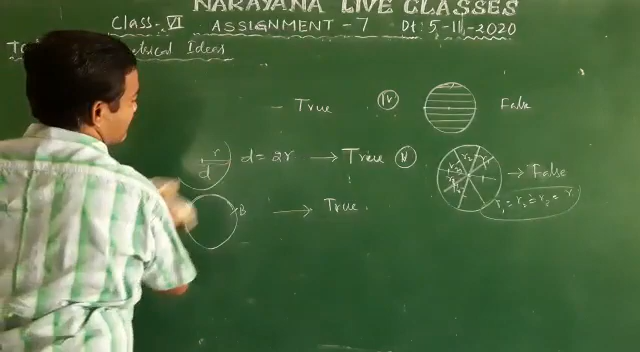 NARAYANA LIVE CLASSES
Class - VI ASSIGNMENT - 7 Dt: 5-11-2020
Ideas
- True IV False
r d d = 2r → True V r2 r1 → False
B → True